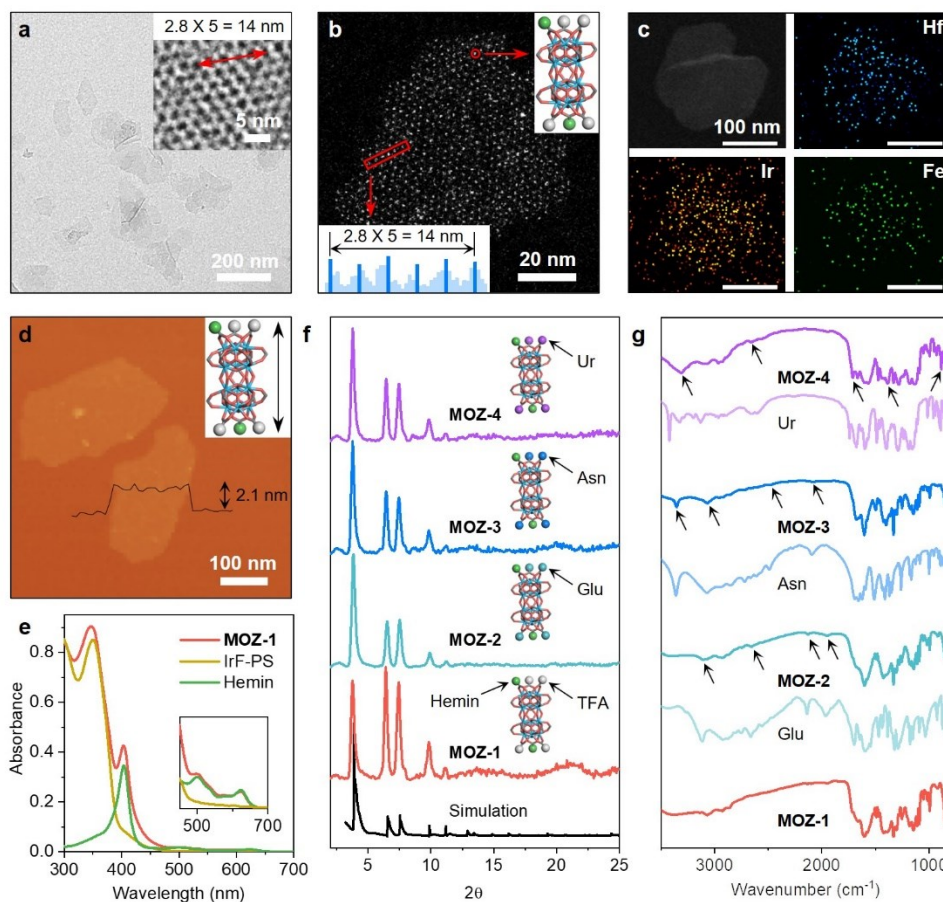 a
2.8 X 5 = 14 nm
5 nm
200 nm
b
2.8 X 5 = 14 nm
20 nm
c
100 nm
Hf
Ir
Fe
d
2.1 nm
100 nm
e
MOZ-1
IrF-PS
Hemin
0.8
0.6
0.4
0.2
0.0
500 600 700
300 400 500 600 700
Absorbance
Wavelength (nm)
f
Ur
MOZ-4
Asn
MOZ-3
Glu
MOZ-2
Hemin
TFA
MOZ-1
Simulation
5 10 15 20 25
2θ
g
MOZ-4
Ur
MOZ-3
Asn
MOZ-2
Glu
MOZ-1
3000 2000 1000
Wavenumber (cm-1)